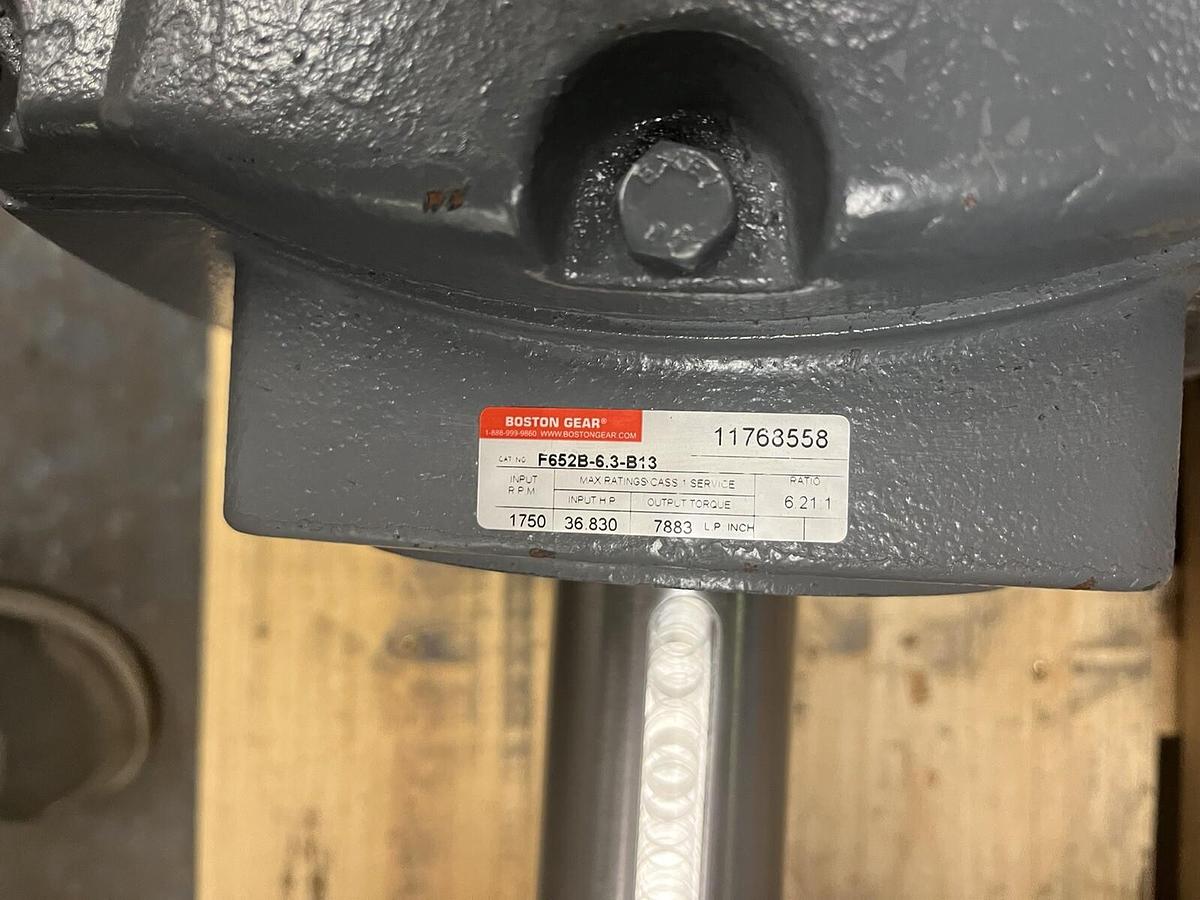 BOSTON GEAR®
1-888-999-9860 WWW.BOSTONGEAR.COM
11768558
CAT NO F652B-6.3-B13
INPUT R.P.M
MAX RATINGS CASS 1 SERVICE
RATIO
INPUT H.P
OUTPUT TORQUE
6.21:1
1750 36.830 7883 L.P. INCH